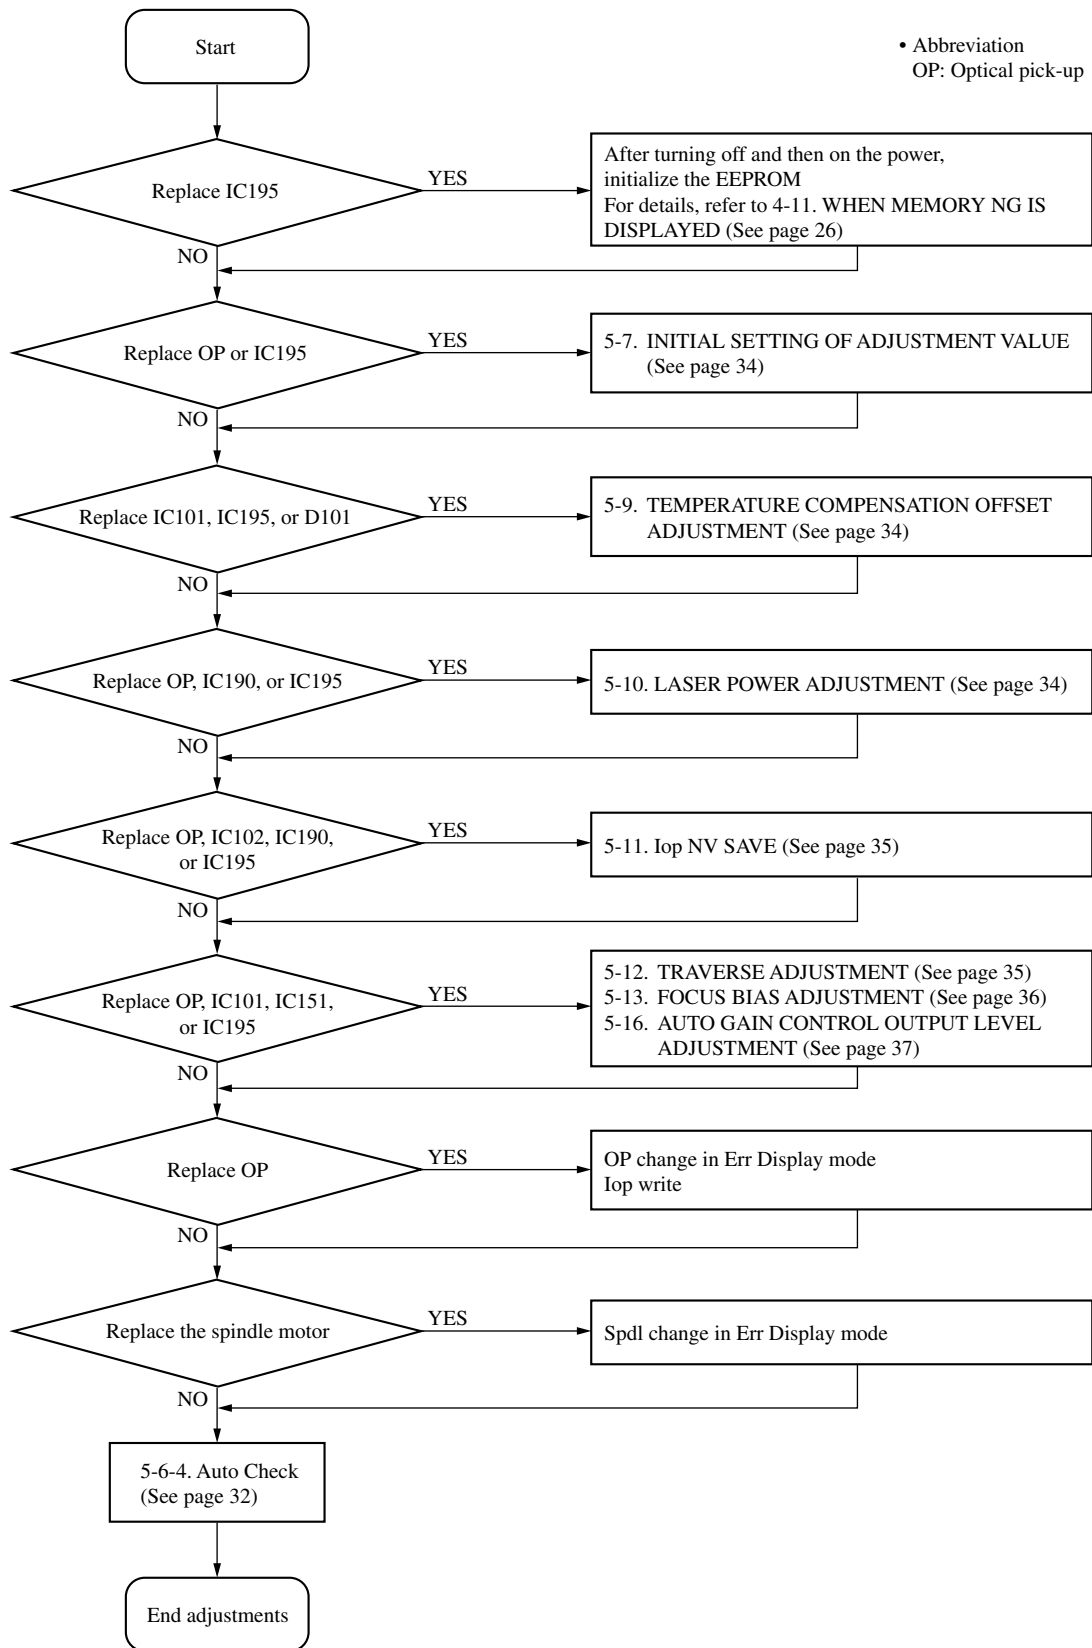 Start
• Abbreviation
OP: Optical pick-up
Replace IC195
YES
After turning off and then on the power,
initialize the EEPROM
For details, refer to 4-11. WHEN MEMORY NG IS
DISPLAYED (See page 26)
NO
Replace OP or IC195
YES
5-7. INITIAL SETTING OF ADJUSTMENT VALUE
(See page 34)
NO
Replace IC101, IC195, or D101
YES
5-9. TEMPERATURE COMPENSATION OFFSET
ADJUSTMENT (See page 34)
NO
Replace OP, IC190, or IC195
YES
5-10. LASER POWER ADJUSTMENT (See page 34)
NO
Replace OP, IC102, IC190,
or IC195
YES
5-11. Iop NV SAVE (See page 35)
NO
Replace OP, IC101, IC151,
or IC195
YES
5-12. TRAVERSE ADJUSTMENT (See page 35)
5-13. FOCUS BIAS ADJUSTMENT (See page 36)
5-16. AUTO GAIN CONTROL OUTPUT LEVEL
ADJUSTMENT (See page 37)
NO
Replace OP
YES
OP change in Err Display mode
Iop write
NO
Replace the spindle motor
YES
Spdl change in Err Display mode
NO
5-6-4. Auto Check
(See page 32)
End adjustments